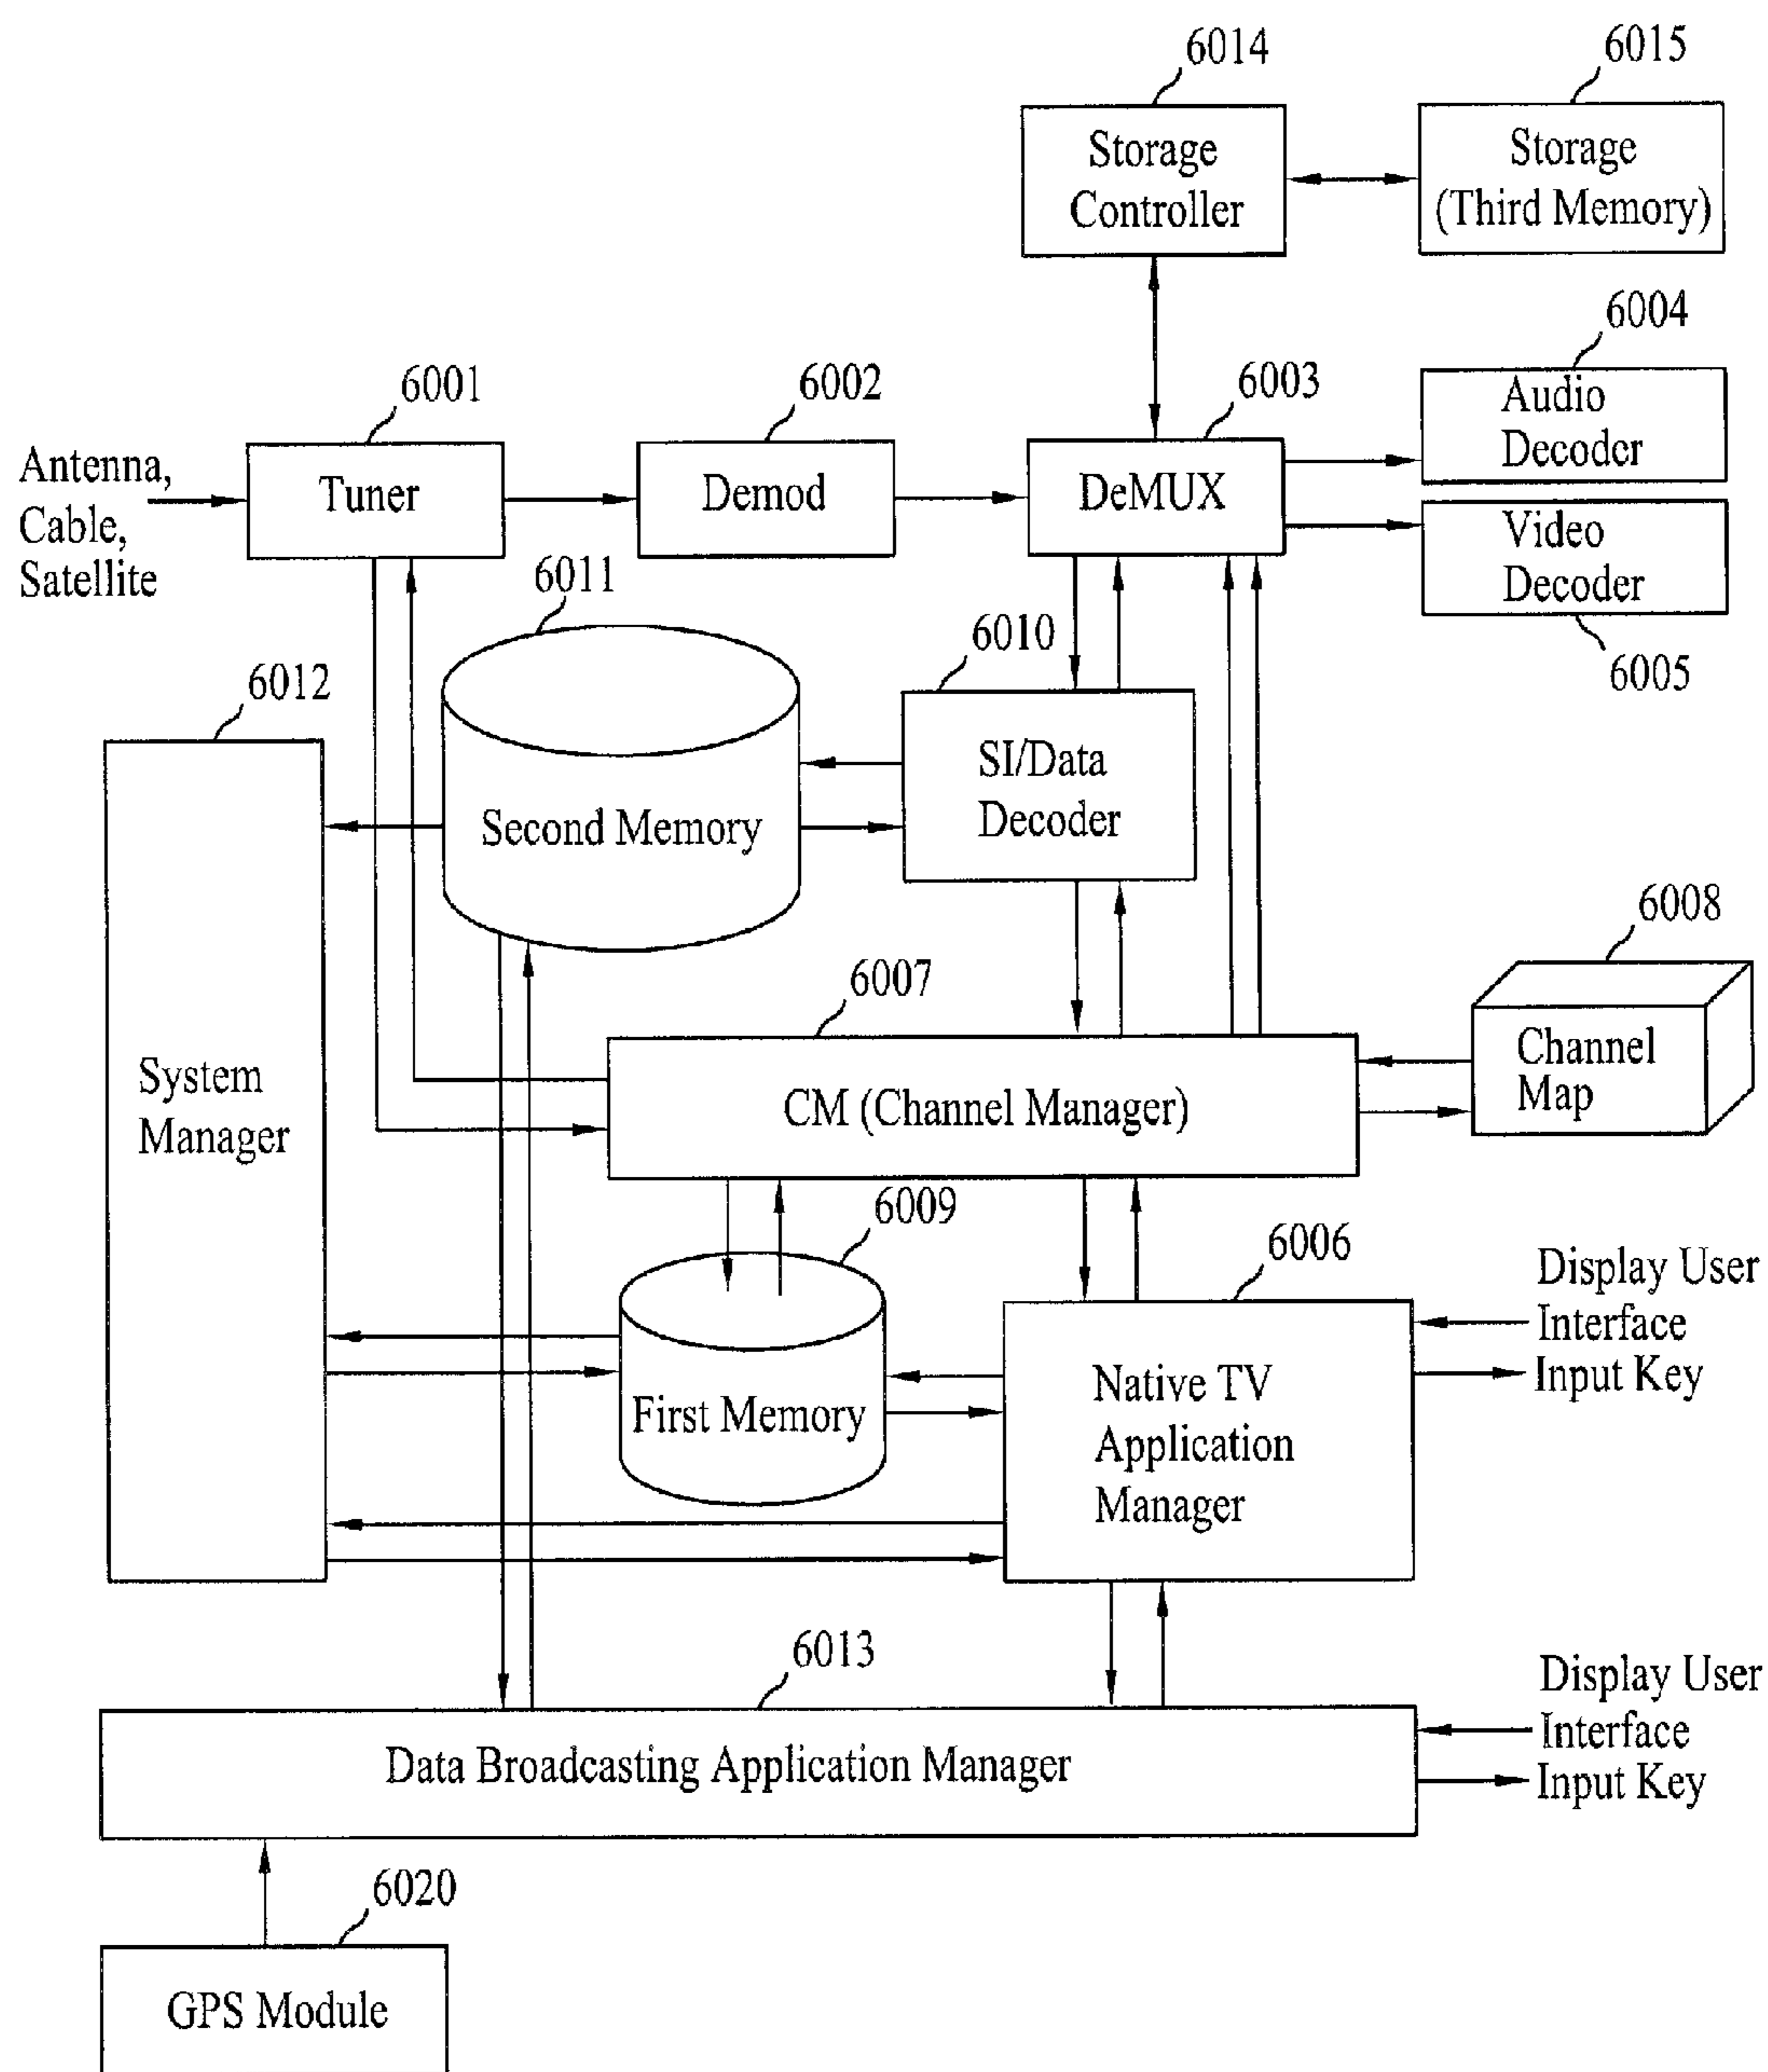 6014
6015
Storage
Controller
Storage
(Third Memory)
6004
6001
6002
6003
Audio
Decoder
Antenna,
Cable,
Satellite
Tuner
Demod
DeMUX
Video
Decoder
6005
6011
6010
6012
Second Memory
SI/Data
Decoder
6008
6007
System
Manager
CM (Channel Manager)
Channel
Map
6009
6006
Display User
Interface
Input Key
First Memory
Native TV
Application
Manager
6013
Display User
Interface
Input Key
Data Broadcasting Application Manager
6020
GPS Module